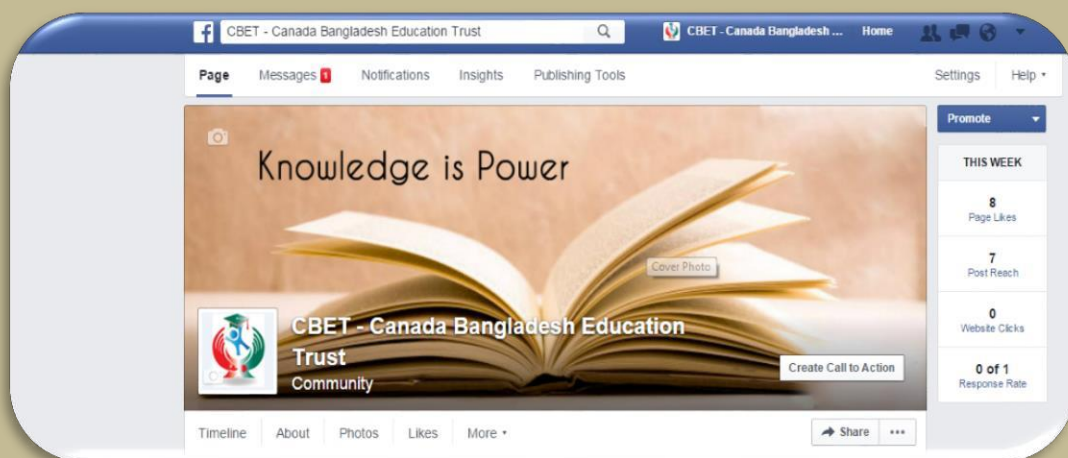 CBET - Canada Bangladesh Education Trust
CBET - Canada Bangladesh ... Home
Page Messages 1 Notifications Insights Publishing Tools Settings Help
Promote
Knowledge is Power
THIS WEEK
8
Page Likes
7
Post Reach
Cover Photo
0
Website Clicks
CBET - Canada Bangladesh Education
Trust
Community
Create Call to Action
0 of 1
Response Rate
Timeline About Photos Likes More
Share